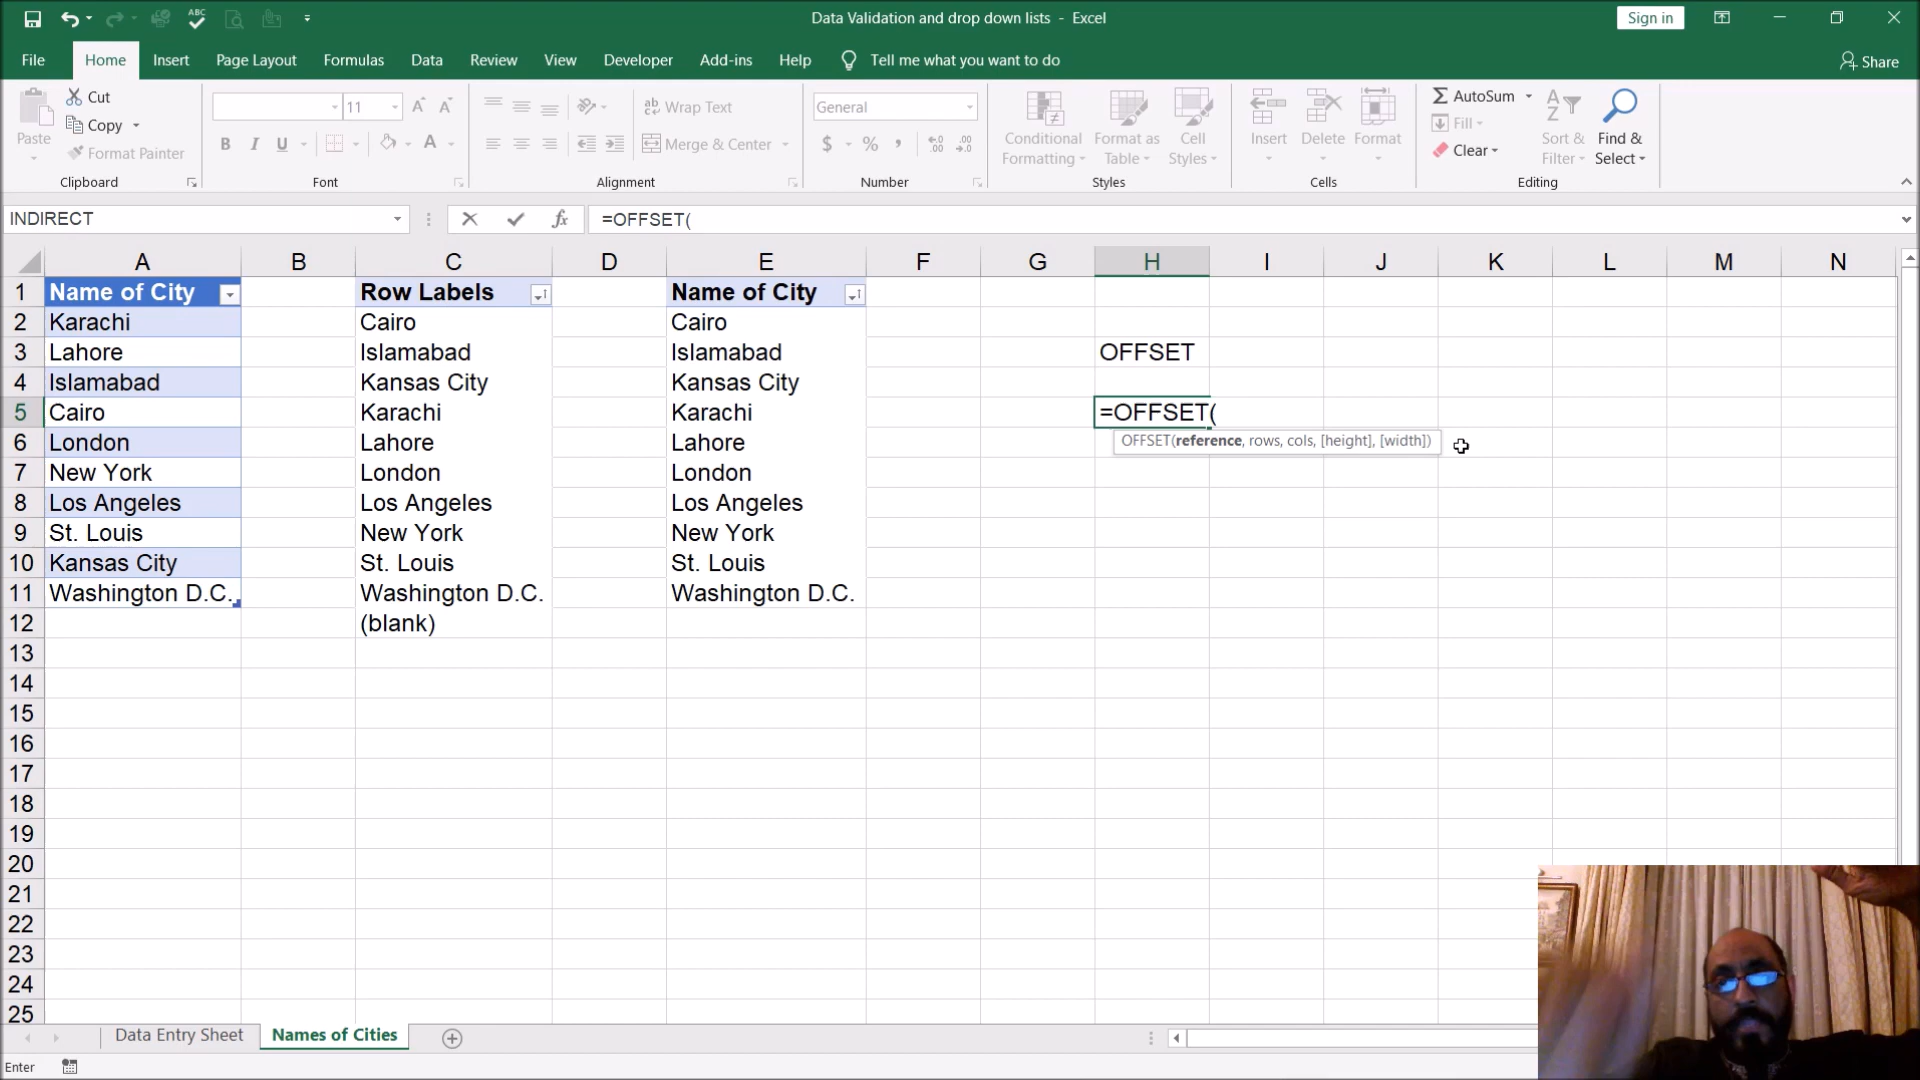 Data Validation and drop down lists - Excel
Sign in
File Home Insert Page Layout Formulas Data Review View Developer Add-ins Help Tell me what you want to do
Share
Paste
Cut
Copy
Format Painter
Clipboard
11
B I U
Font
Wrap Text
Merge & Center
Alignment
General
$ % ,
Number
Conditional Formatting
Format as Table
Cell Styles
Styles
Insert Delete Format
Cells
AutoSum
Fill
Clear
Sort & Filter
Find & Select
Editing
INDIRECT
fx
=OFFSET(
A B C D E F G H I J K L M N
1 Name of City Row Labels Name of City
2 Karachi Cairo Cairo
3 Lahore Islamabad Islamabad OFFSET
4 Islamabad Kansas City Kansas City
5 Cairo Karachi Karachi =OFFSET(
OFFSET(reference, rows, cols, [height], [width])
6 London Lahore Lahore
7 New York London London
8 Los Angeles Los Angeles Los Angeles
9 St. Louis New York New York
10 Kansas City St. Louis St. Louis
11 Washington D.C. Washington D.C. Washington D.C.
12 (blank)
13
14
15
16
17
18
19
20
21
22
23
24
25
Data Entry Sheet Names of Cities
Enter